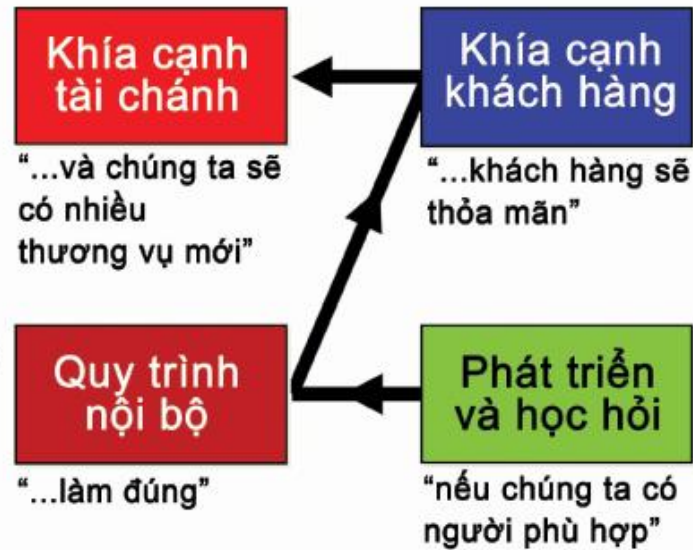 Khía cạnh
tài chánh
“...và chúng ta sẽ
có nhiều
thương vụ mới”
Khía cạnh
khách hàng
“...khách hàng sẽ
thỏa mãn”
Quy trình
nội bộ
“...làm đúng”
Phát triển
và học hỏi
“nếu chúng ta có
người phù hợp”